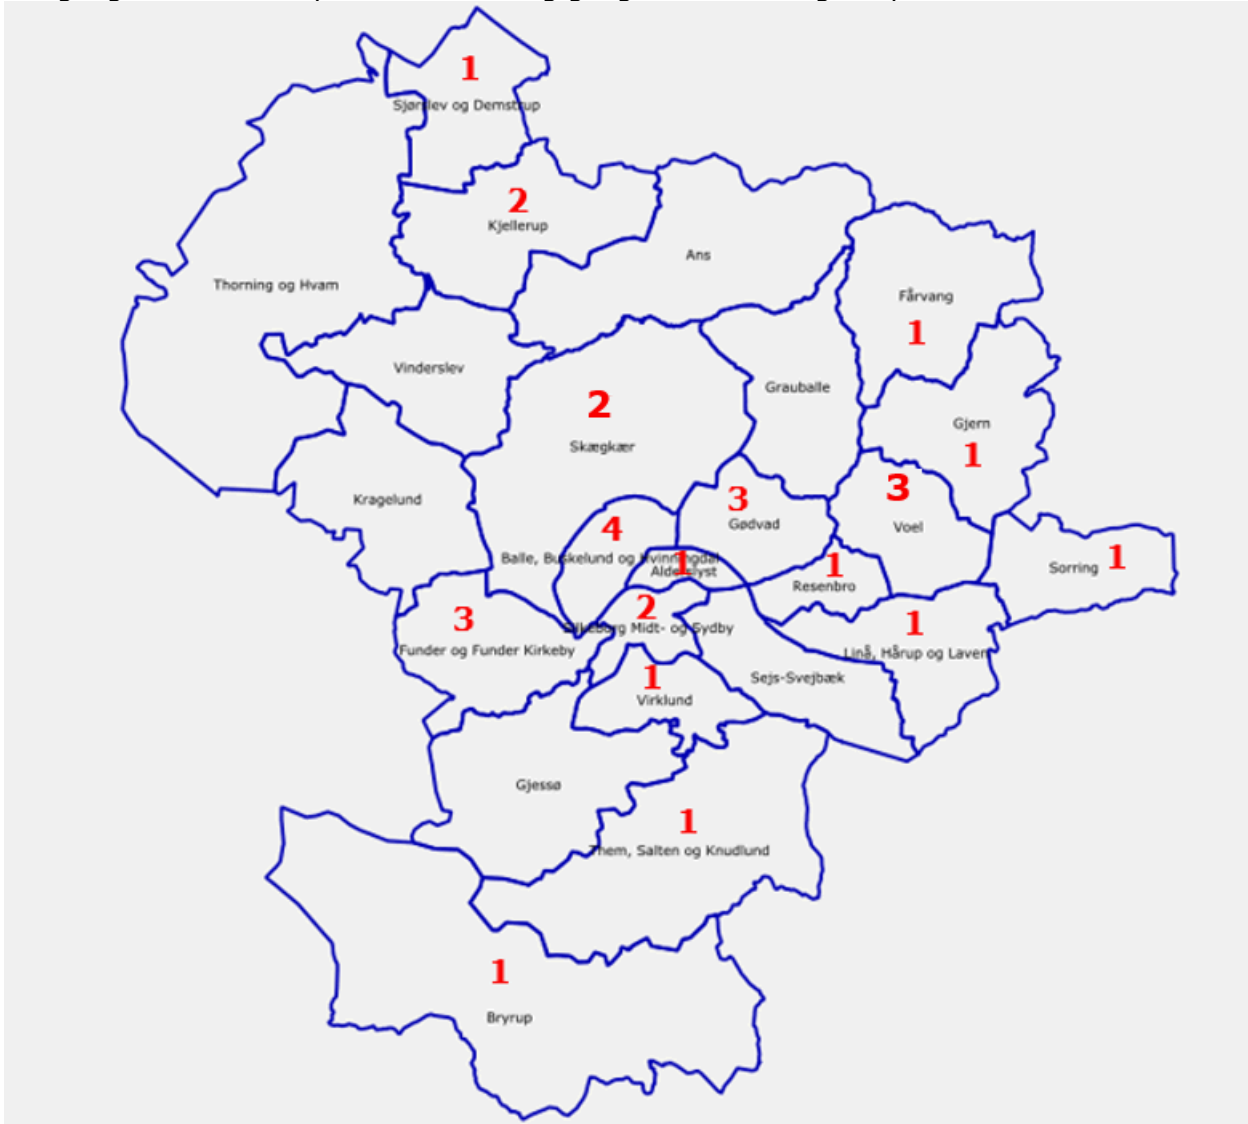 1
Sjørslev og Demstrup
2
Kjellerup
Ans
Thorning og Hvam
Fårvang
1
Vinderslev
Grauballe
2
Skægkær
Gjern
1
Kragelund
3
Gødvad
3
Voel
4
Balle, Buskelund og Hvinningdal
1
Alderslyst
1
Resenbro
Sorring 1
3
Funder og Funder Kirkeby
2
Silkeborg Midt- og Sydby
1
Linå, Hårup og Laven
1
Virklund
Sejs-Svejbæk
Gjessø
1
Them, Salten og Knudlund
1
Bryrup